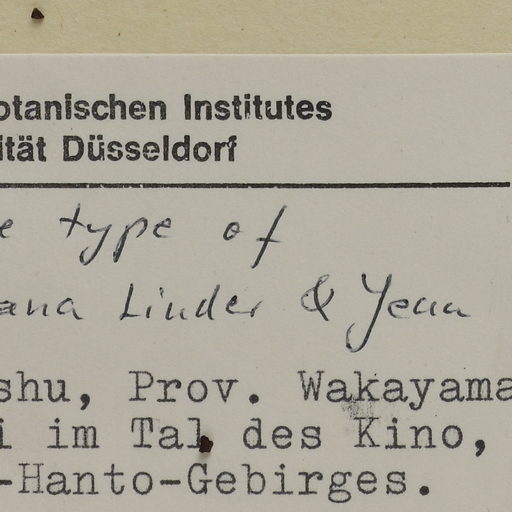 otanischen Institutes
ität Düsseldorf
e type of
ana Linder & Yeau
shu, Prov. Wakayama
i im Tal des Kino,
-Hanto-Gebirges.